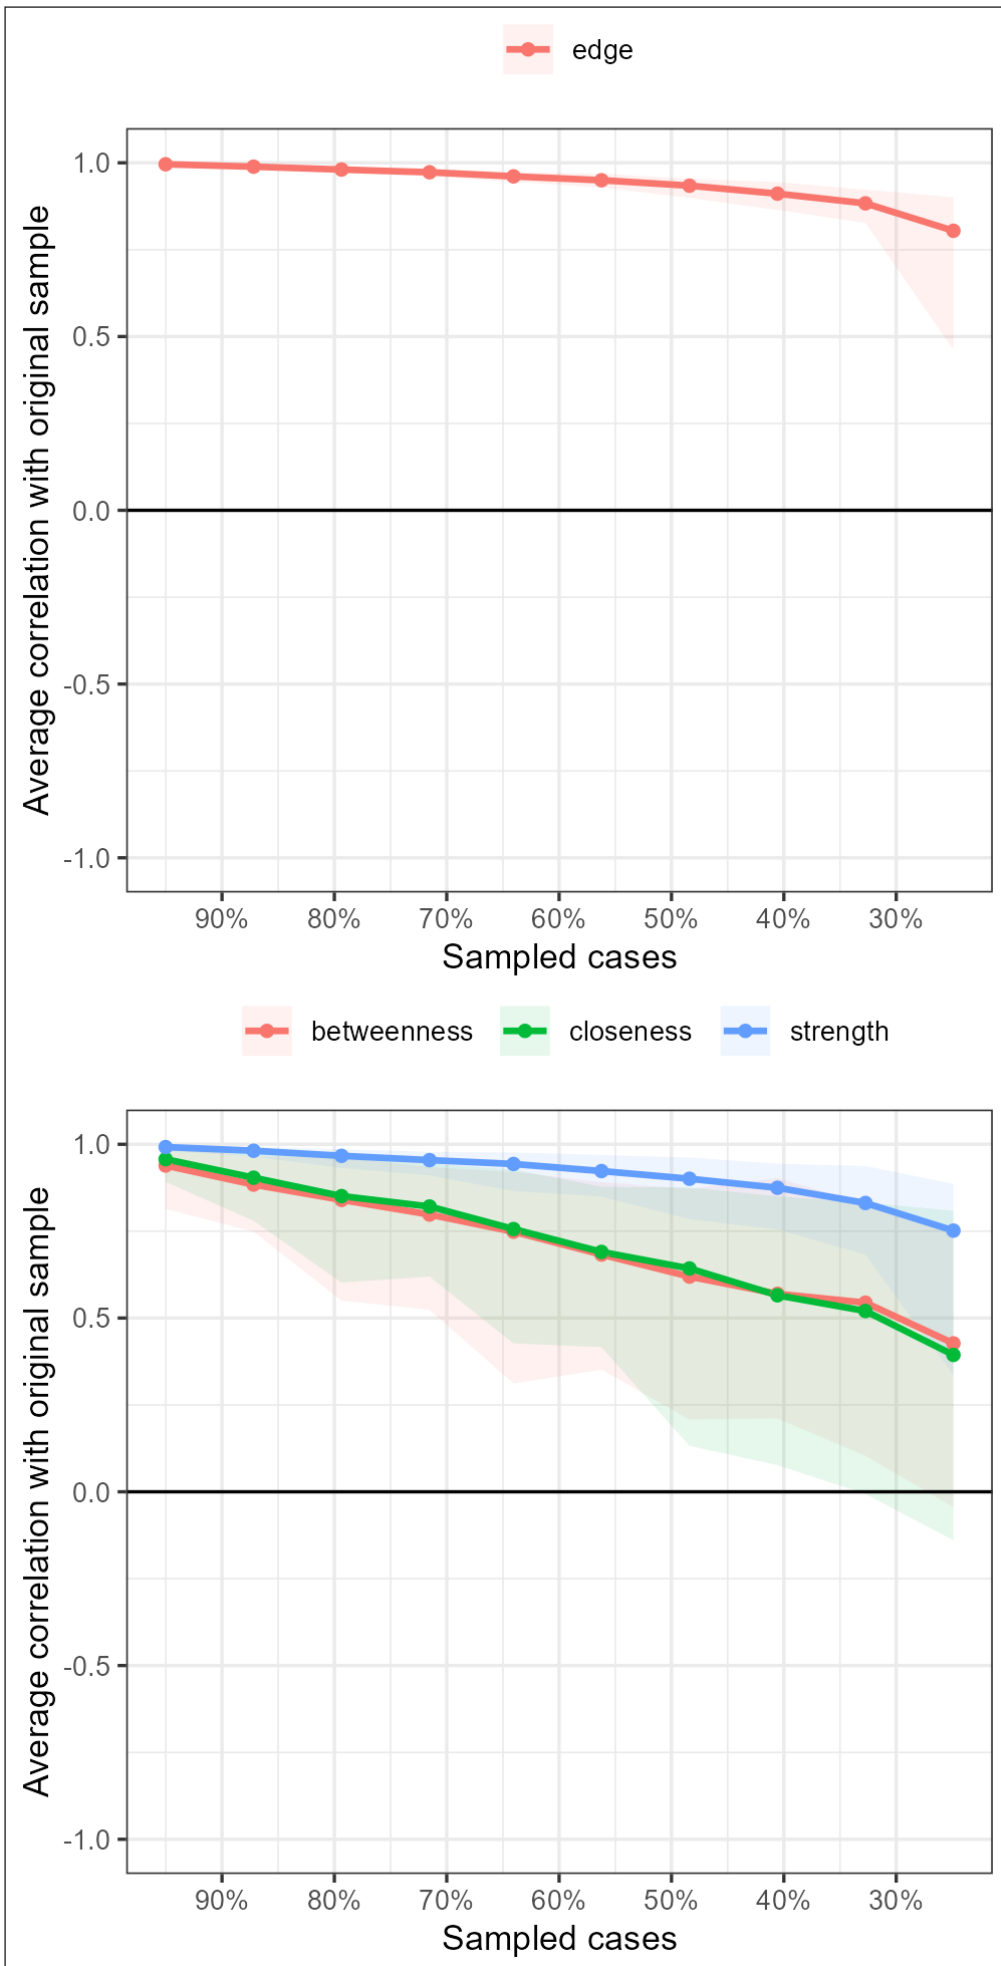 edge
Average correlation with original sample
1.0
0.5
0.0
-0.5
-1.0
90% 80% 70% 60% 50% 40% 30%
Sampled cases
betweenness closeness strength
Average correlation with original sample
1.0
0.5
0.0
-0.5
-1.0
90% 80% 70% 60% 50% 40% 30%
Sampled cases